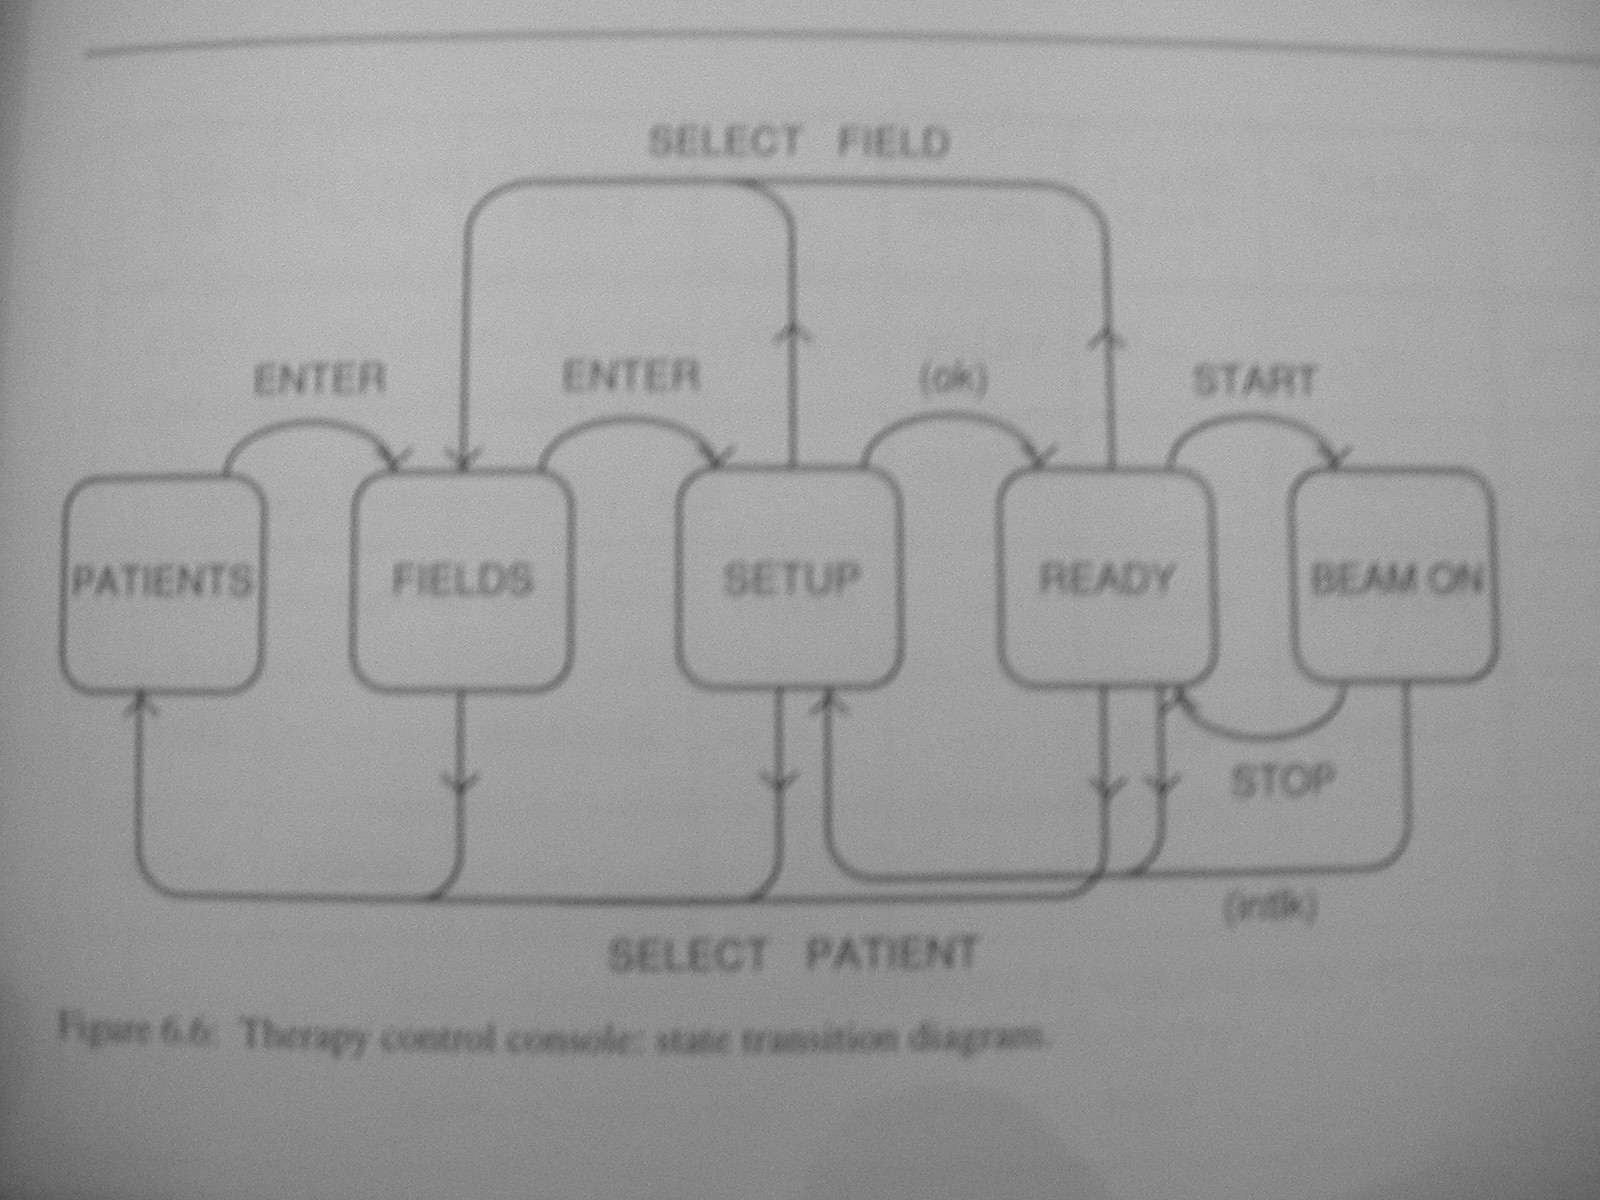 SELECT FIELD
ENTER ENTER (ok) START
PATIENTS FIELDS SETUP READY BEAM ON
STOP
(intlk)
SELECT PATIENT
Figure 6.6: Therapy control console: state transition diagram.